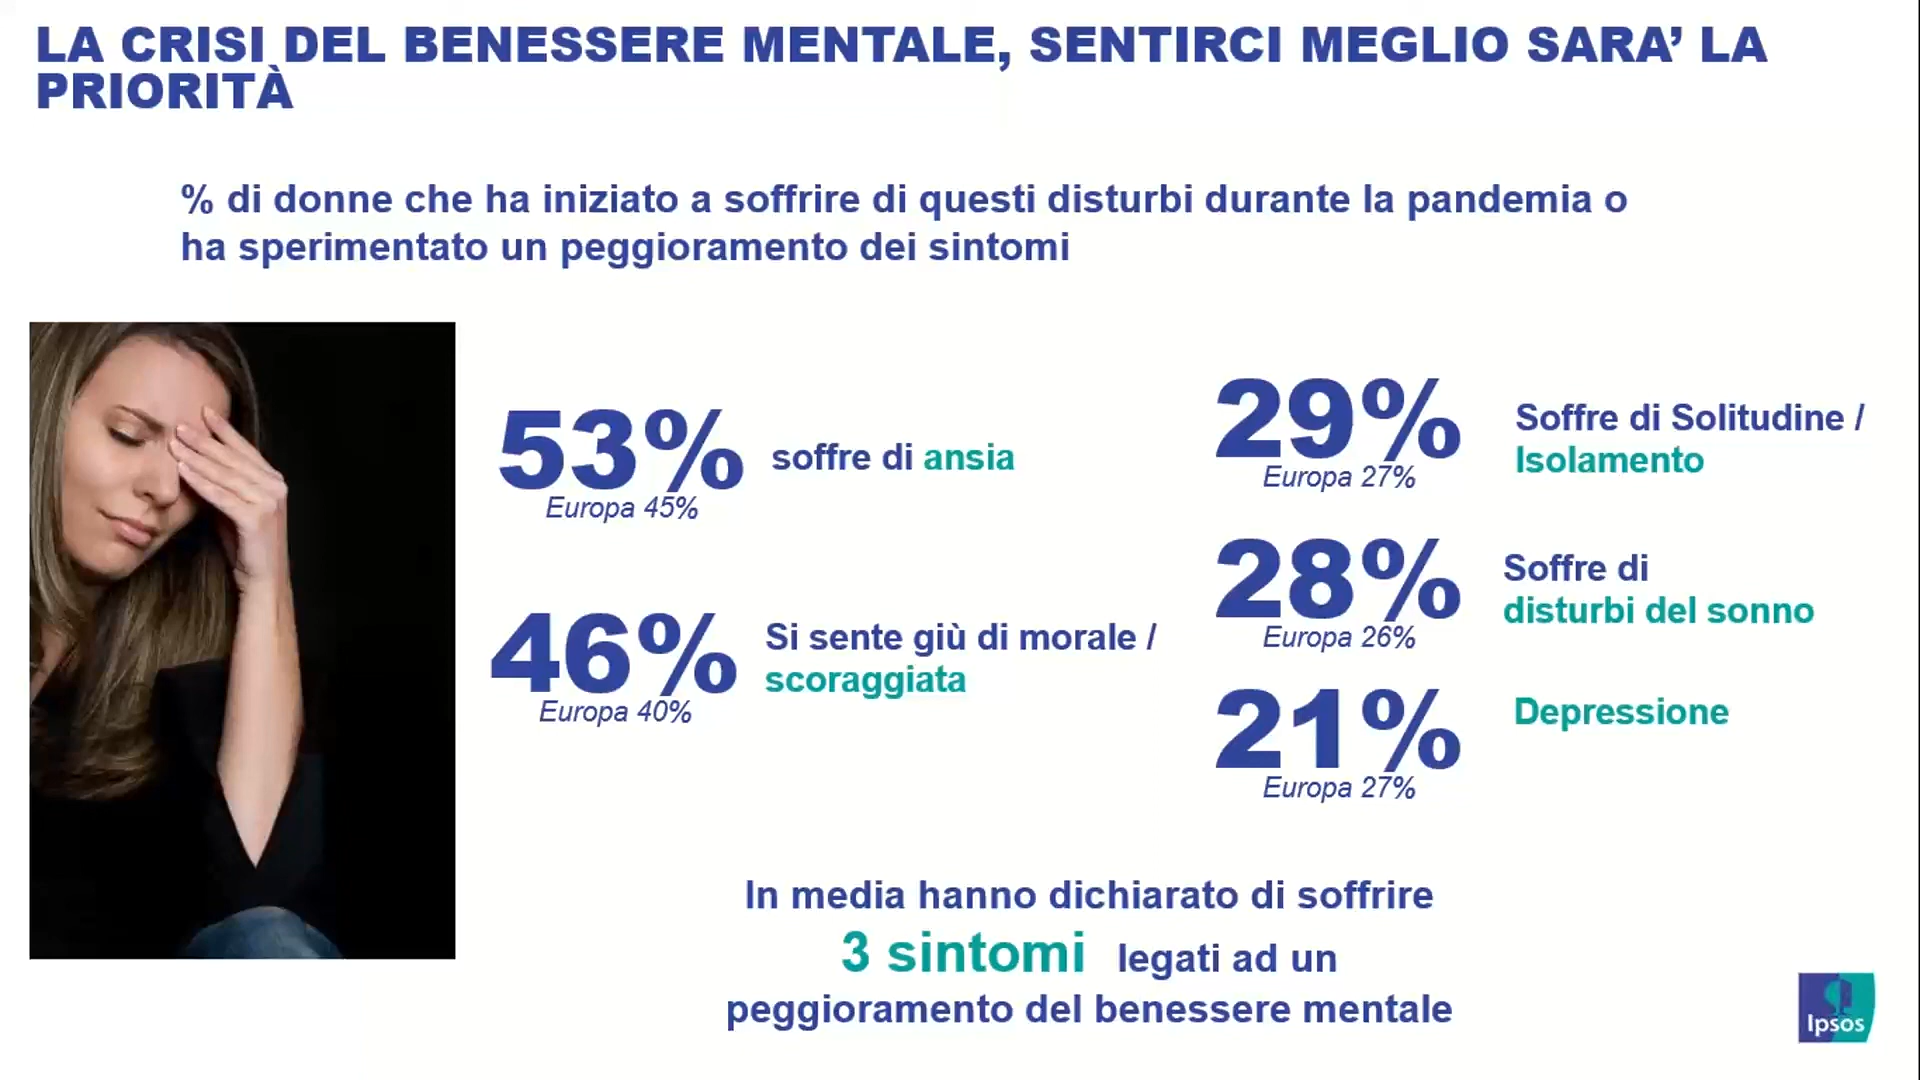 LA CRISI DEL BENESSERE MENTALE, SENTIRCI MEGLIO SARA’ LA
PRIORITÀ
% di donne che ha iniziato a soffrire di questi disturbi durante la pandemia o
ha sperimentato un peggioramento dei sintomi
53%
Europa 45%
soffre di ansia
46%
Europa 40%
Si sente giù di morale /
scoraggiata
29%
Europa 27%
Soffre di Solitudine /
Isolamento
28%
Europa 26%
Soffre di
disturbi del sonno
21%
Europa 27%
Depressione
In media hanno dichiarato di soffrire
3 sintomi legati ad un
peggioramento del benessere mentale
Ipsos